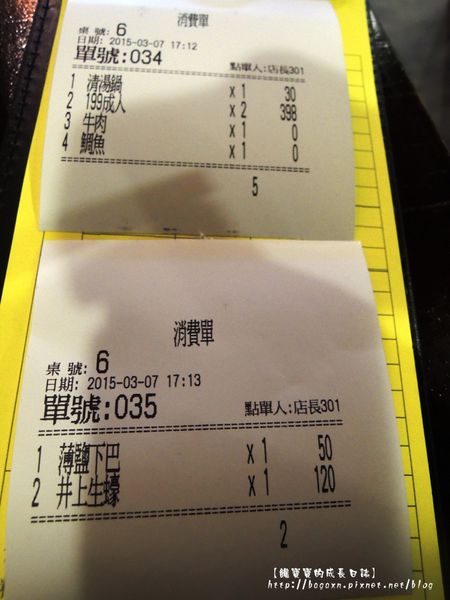 消費單
桌 號: 6
日期: 2015-03-07 17:12
單號:034 點單人:店長301
1 清湯鍋 x 1 30
2 199成人 x 2 398
3 牛肉 x 1 0
4 鯛魚 x 1 0
5
消費單
桌 號: 6
日期: 2015-03-07 17:13
單號:035 點單人:店長301
1 薄鹽下巴 x 1 50
2 井上生蠔 x 1 120
2
【饞寶寶的成長日誌】
http://bogoxn.pixnet.net/blog